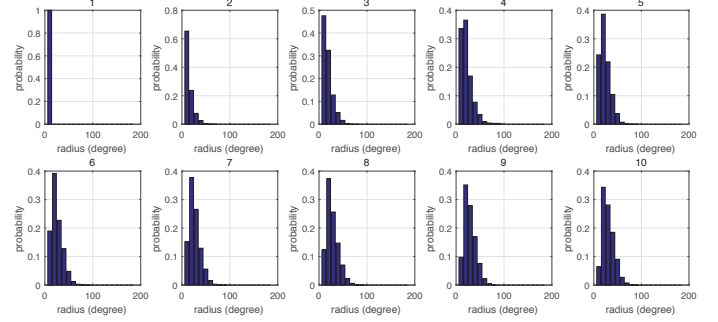 1 2 3 4 5
1 0.8 0.5 0.4 0.4
0.8 0.4
0.6 0.3 0.3
0.6 0.3
0.4 0.2 0.2
0.4 0.2
0.2 0.1 0.1
0.2 0.1
0 0 0 0 0
probability probability probability probability probability
0 100 200 0 100 200 0 100 200 0 100 200 0 100 200
radius (degree) radius (degree) radius (degree) radius (degree) radius (degree)
6 7 8 9 10
0.4 0.4 0.4 0.4 0.4
0.3 0.3 0.3 0.3 0.3
0.2 0.2 0.2 0.2 0.2
0.1 0.1 0.1 0.1 0.1
0 0 0 0 0
probability probability probability probability probability
0 100 200 0 100 200 0 100 200 0 100 200 0 100 200
radius (degree) radius (degree) radius (degree) radius (degree) radius (degree)